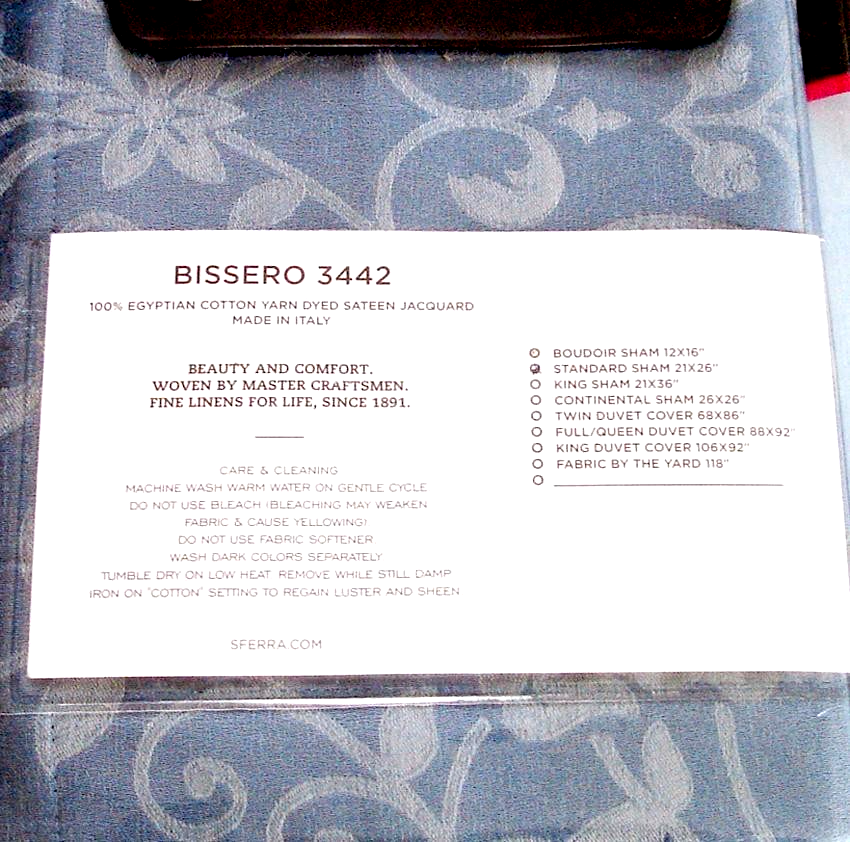 BISSERO 3442
100% EGYPTIAN COTTON YARN DYED SATEEN JACQUARD
MADE IN ITALY
BEAUTY AND COMFORT.
WOVEN BY MASTER CRAFTSMEN.
FINE LINENS FOR LIFE, SINCE 1891.
CARE & CLEANING
MACHINE WASH WARM WATER ON GENTLE CYCLE
DO NOT USE BLEACH (BLEACHING MAY WEAKEN
FABRIC & CAUSE YELLOWING)
DO NOT USE FABRIC SOFTENER
WASH DARK COLORS SEPARATELY
TUMBLE DRY ON LOW HEAT REMOVE WHILE STILL DAMP
IRON ON "COTTON" SETTING TO REGAIN LUSTER AND SHEEN
SFERRA.COM
BOUDOIR SHAM 12X16"
STANDARD SHAM 21X26"
KING SHAM 21X36"
CONTINENTAL SHAM 26X26"
TWIN DUVET COVER 68X86"
FULL/QUEEN DUVET COVER 88X92"
KING DUVET COVER 106X92"
FABRIC BY THE YARD 118"